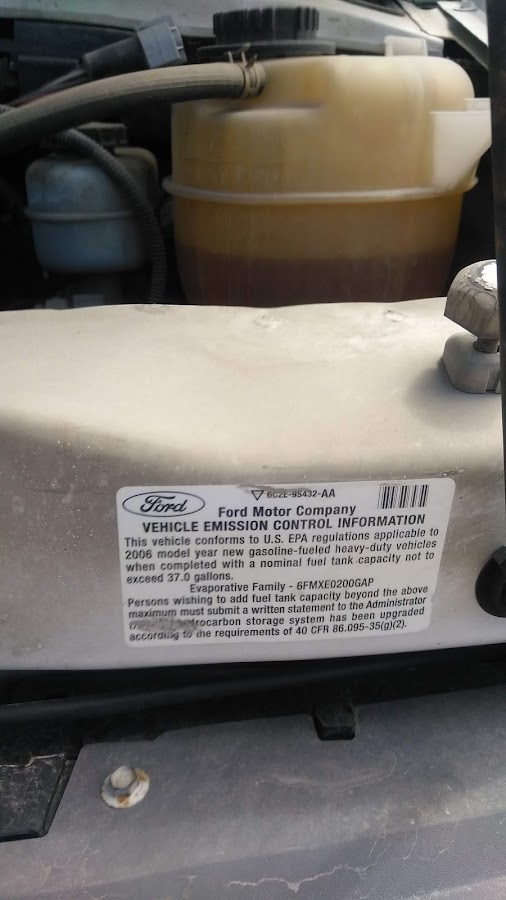 6C2E-9S432-AA
Ford
Ford Motor Company
VEHICLE EMISSION CONTROL INFORMATION
This vehicle conforms to U.S. EPA regulations applicable to
2006 model year new gasoline-fueled heavy-duty vehicles
when completed with a nominal fuel tank capacity not to
exceed 37.0 gallons.
Evaporative Family - 6FMXE0200GAP
Persons wishing to add fuel tank capacity beyond the above
maximum must submit a written statement to the Administrator
storage system has been upgraded
according to the requirements of 40 CFR 86.095-35(g)(2).